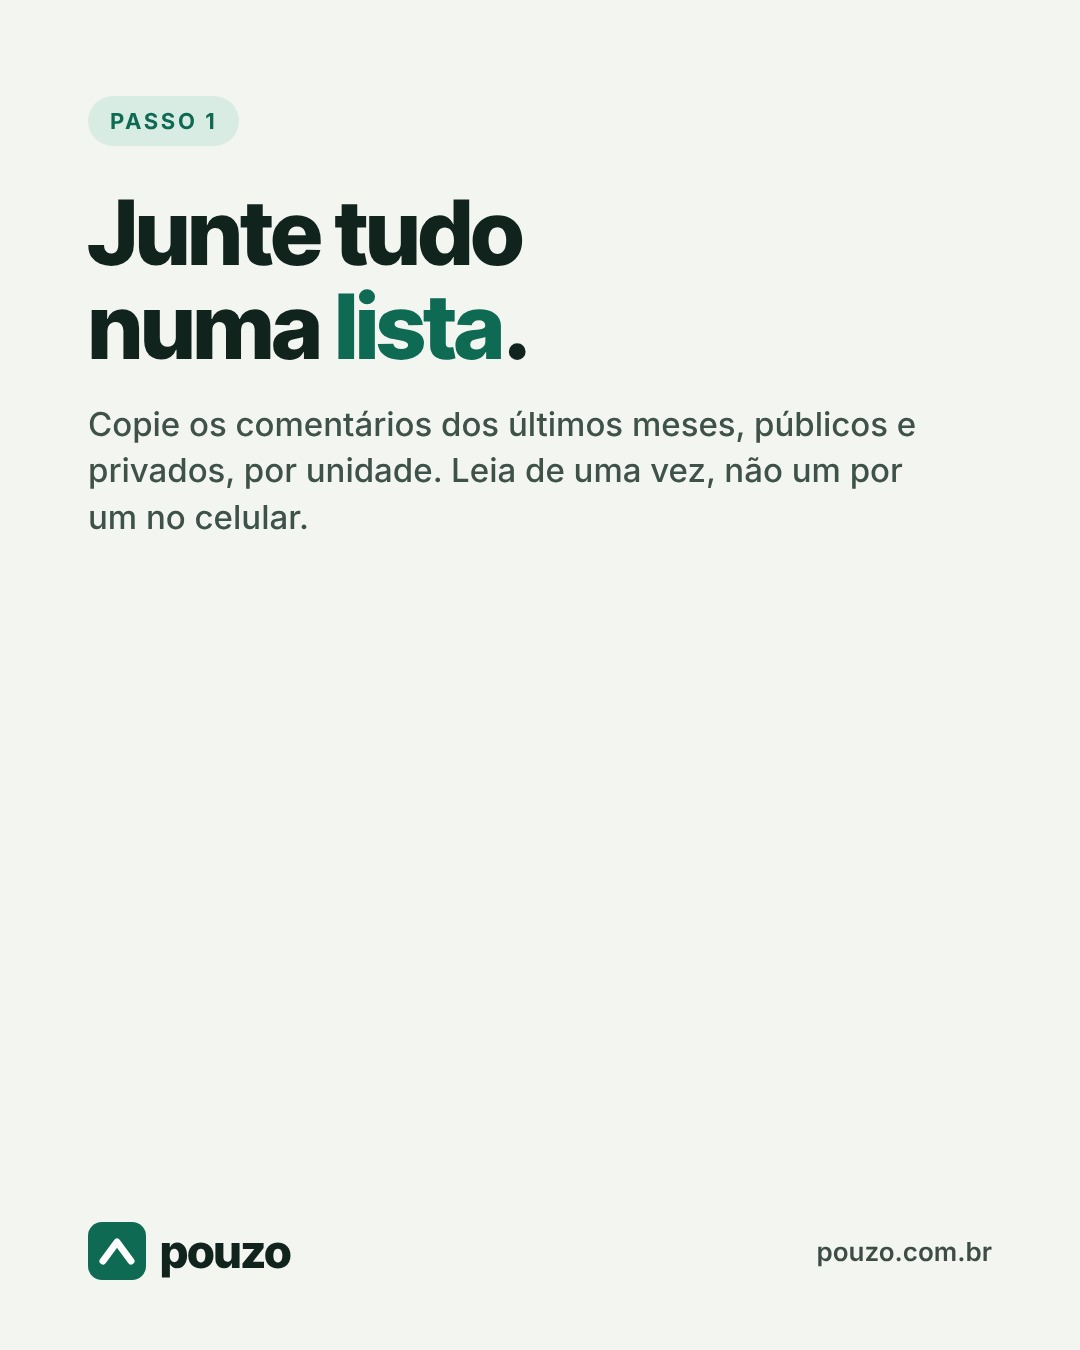 PASSO 1
Junte tudo
numa lista.
Copie os comentários dos últimos meses, públicos e
privados, por unidade. Leia de uma vez, não um por
um no celular.
pouzo
pouzo.com.br